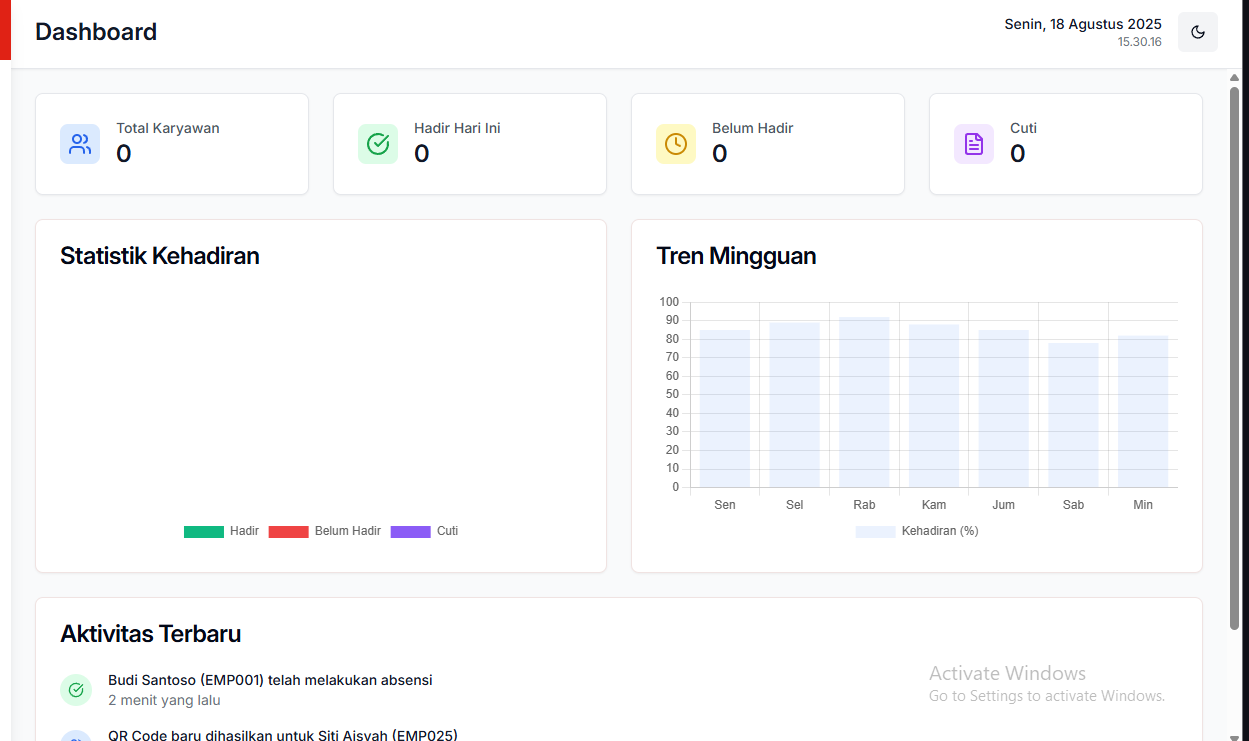 Dashboard
Senin, 18 Agustus 2025
15.30.16
Total Karyawan
0
Hadir Hari Ini
0
Belum Hadir
0
Cuti
0
Statistik Kehadiran
Hadir
Belum Hadir
Cuti
Tren Mingguan
100
90
80
70
60
50
40
30
20
10
0
Sen Sel Rab Kam Jum Sab Min
Kehadiran (%)
Aktivitas Terbaru
Budi Santoso (EMP001) telah melakukan absensi
2 menit yang lalu
QR Code baru dihasilkan untuk Siti Aisyah (EMP025)
Activate Windows
Go to Settings to activate Windows.